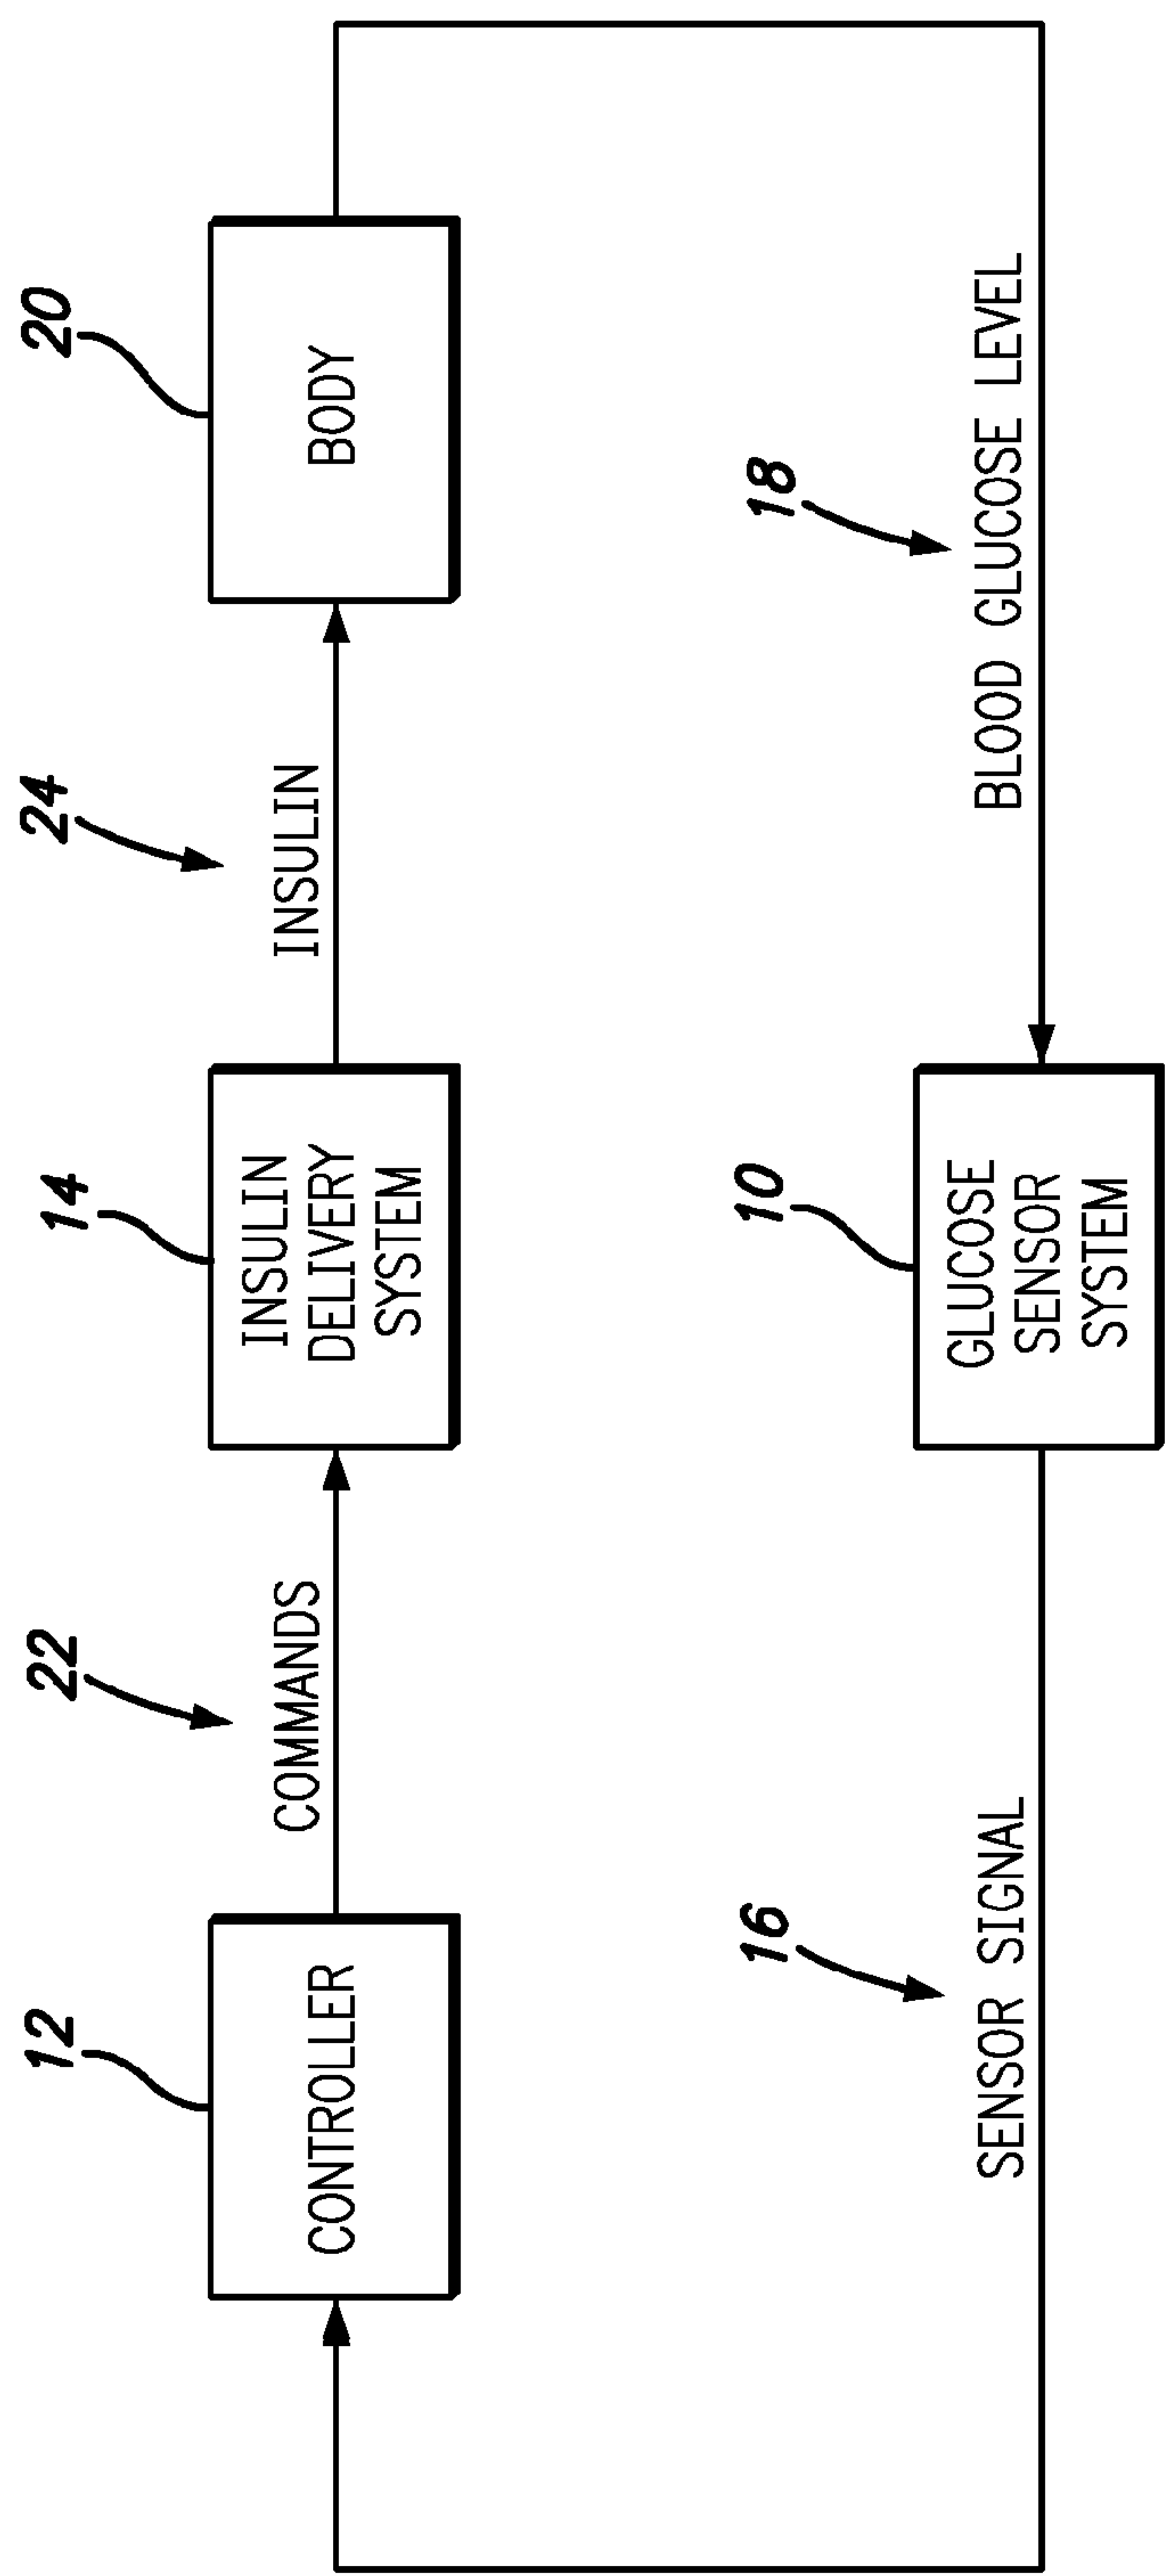 12
CONTROLLER
22
COMMANDS
14
INSULIN
DELIVERY
SYSTEM
24
INSULIN
20
BODY
16
SENSOR SIGNAL
10
GLUCOSE
SENSOR
SYSTEM
18
BLOOD GLUCOSE LEVEL